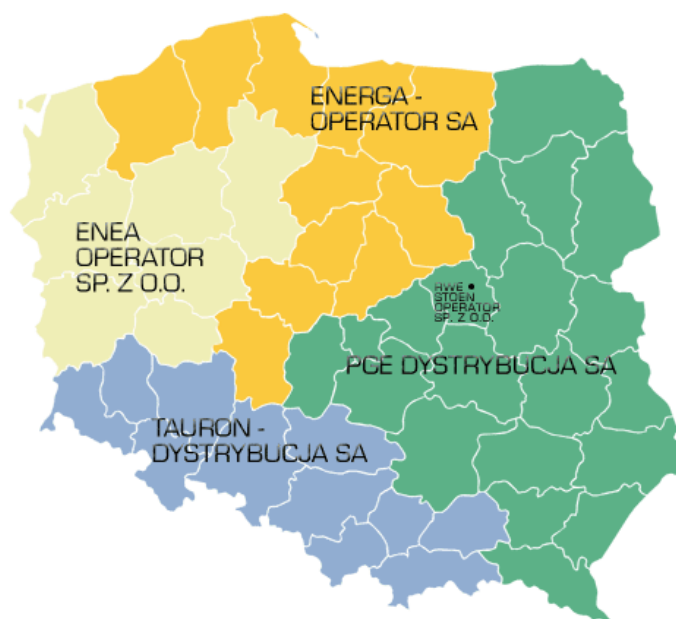 ENERGA -
OPERATOR SA
ENEA
OPERATOR
SP. Z O.O.
RWE
STOEN
OPERATOR
SP. Z O.O.
PGE DYSTRYBUCJA SA
TAURON -
DYSTRYBUCJA SA